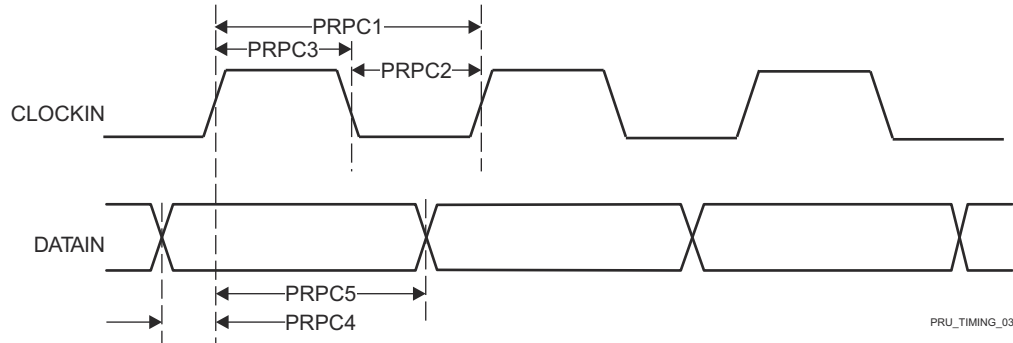 PRPC1
PRPC3
PRPC2
CLOCKIN
DATAIN
PRPC5
PRPC4
PRU_TIMING_03